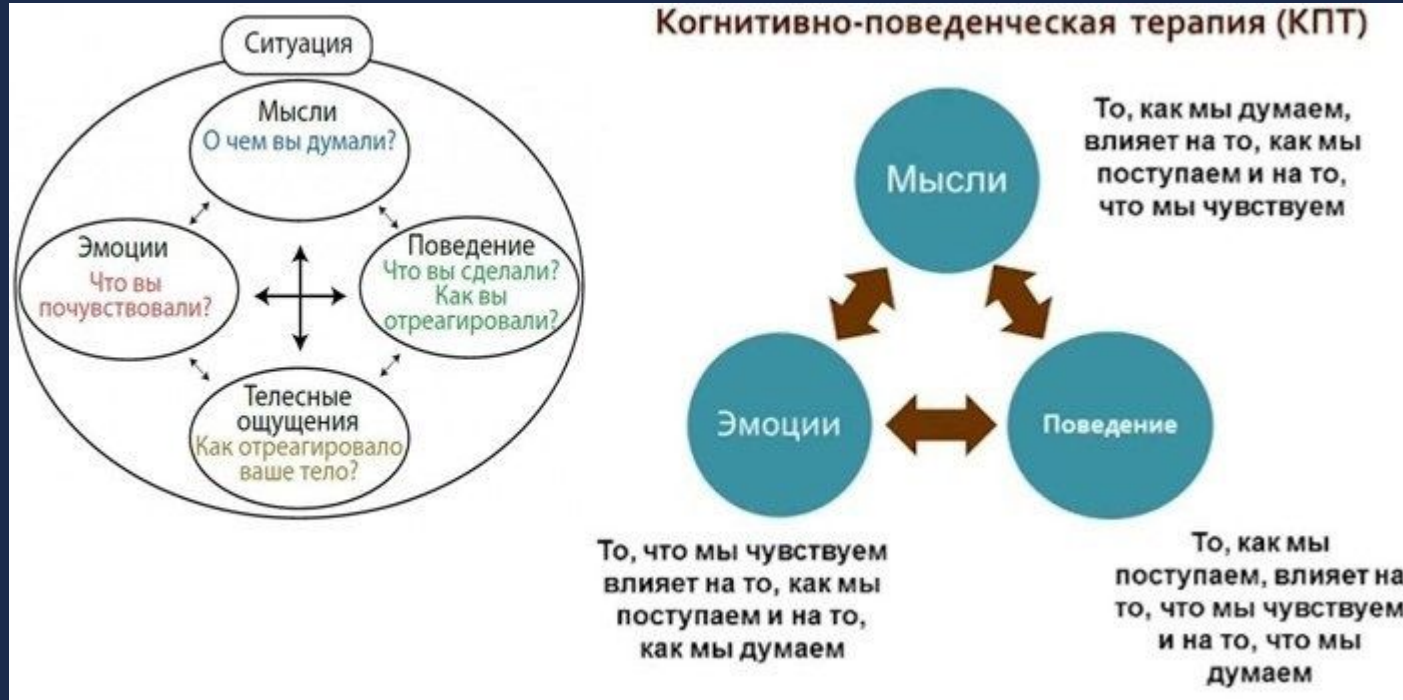 Ситуация
Мысли
О чем вы думали?
Эмоции
Что вы
почувствовали?
Поведение
Что вы сделали?
Как вы
отреагировали?
Телесные
ощущения
Как отреагировало
ваше тело?
Когнитивно-поведенческая терапия (КПТ)
Мысли
То, как мы думаем,
влияет на то, как мы
поступаем и на то,
что мы чувствуем
Эмоции
Поведение
То, что мы чувствуем
влияет на то, как мы
поступаем и на то,
как мы думаем
То, как мы
поступаем, влияет на
то, что мы чувствуем
и на то, что мы
думаем